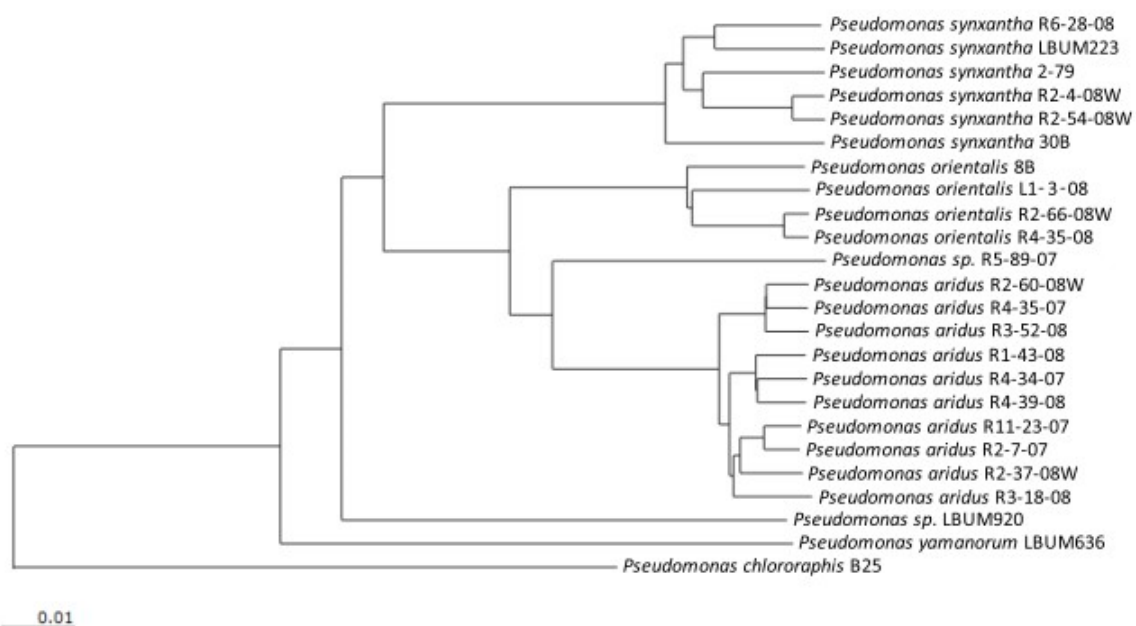 Pseudomonas synxantha R6-28-08
Pseudomonas synxantha LBUM223
Pseudomonas synxantha 2-79
Pseudomonas synxantha R2-4-08W
Pseudomonas synxantha R2-54-08W
Pseudomonas synxantha 30B
Pseudomonas orientalis 8B
Pseudomonas orientalis L1-3-08
Pseudomonas orientalis R2-66-08W
Pseudomonas orientalis R4-35-08
Pseudomonas sp. R5-89-07
Pseudomonas aridus R2-60-08W
Pseudomonas aridus R4-35-07
Pseudomonas aridus R3-52-08
Pseudomonas aridus R1-43-08
Pseudomonas aridus R4-34-07
Pseudomonas aridus R4-39-08
Pseudomonas aridus R11-23-07
Pseudomonas aridus R2-7-07
Pseudomonas aridus R2-37-08W
Pseudomonas aridus R3-18-08
Pseudomonas sp. LBUM920
Pseudomonas yamanorum LBUM636
Pseudomonas chlororaphis B25
0.01